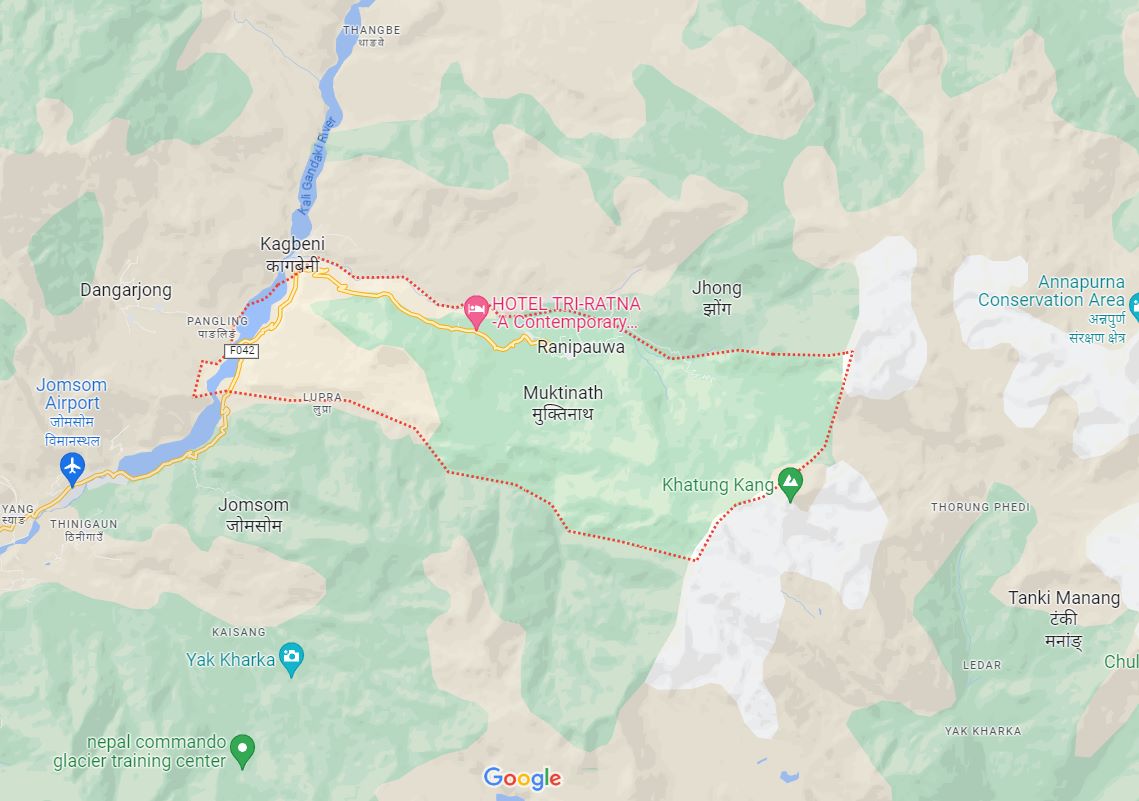 THANGBE
थाङवे
Kali Gandaki River
Kagbeni
कागबेनी
Dangarjong
PANGLING
पाङलिङ
F042
HOTEL TRI-RATNA
-A Contemporary...
Ranipauwa
Jhong
झोंग
Annapurna
Conservation Area
अन्नपुर्ण
संरक्षण क्षेत्र
Jomsom
Airport
जोमसोम
विमानस्थल
LUPRA
लुप्रा
Muktinath
मुक्तिनाथ
Khatung Kang
YANG
स्याङ
THINIGAUN
ठिनीगाउँ
Jomsom
जोमसोम
THORUNG PHEDI
Tanki Manang
टंकी
मनाङ्
KAISANG
Yak Kharka
LEDAR
Chul
YAK KHARKA
nepal commando
glacier training center
Google